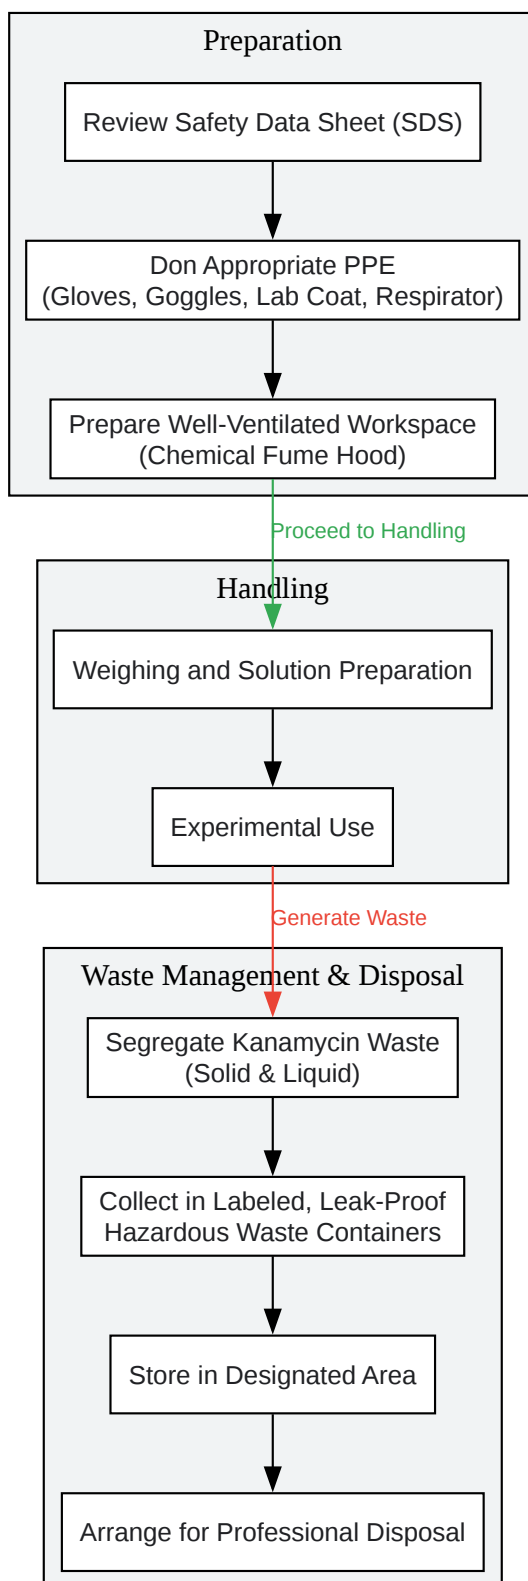 Preparation
Review Safety Data Sheet (SDS)
Don Appropriate PPE
(Gloves, Goggles, Lab Coat, Respirator)
Prepare Well-Ventilated Workspace
(Chemical Fume Hood)
Proceed to Handling
Handling
Weighing and Solution Preparation
Experimental Use
Generate Waste
Waste Management & Disposal
Segregate Kanamycin Waste
(Solid & Liquid)
Collect in Labeled, Leak-Proof
Hazardous Waste Containers
Store in Designated Area
Arrange for Professional Disposal